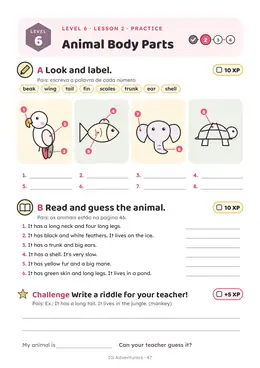 LEVEL
6
LEVEL 6 · LESSON 2 · PRACTICE
Animal Body Parts
2 3 4
A Look and label.
10 XP
Pais: escreva a palavra de cada número
beak wing tail fin scales trunk ear shell
1 2 3
4 5
6 7
8
1. 3. 5. 7.
2. 4. 6. 8.
B Read and guess the animal.
10 XP
Pais: os animais estão na página 46.
1. It has a long neck and four long legs.
2. It has black and white feathers. It lives on the ice.
3. It has a trunk and big ears.
4. It has a shell. It's very slow.
5. It has yellow fur and a big mane.
6. It has green skin and long legs. It lives in a pond.
Challenge Write a riddle for your teacher!
+5 XP
Pais: Ex.: It has a long tail. It lives in the jungle. (monkey)
My animal is Can your teacher guess it?